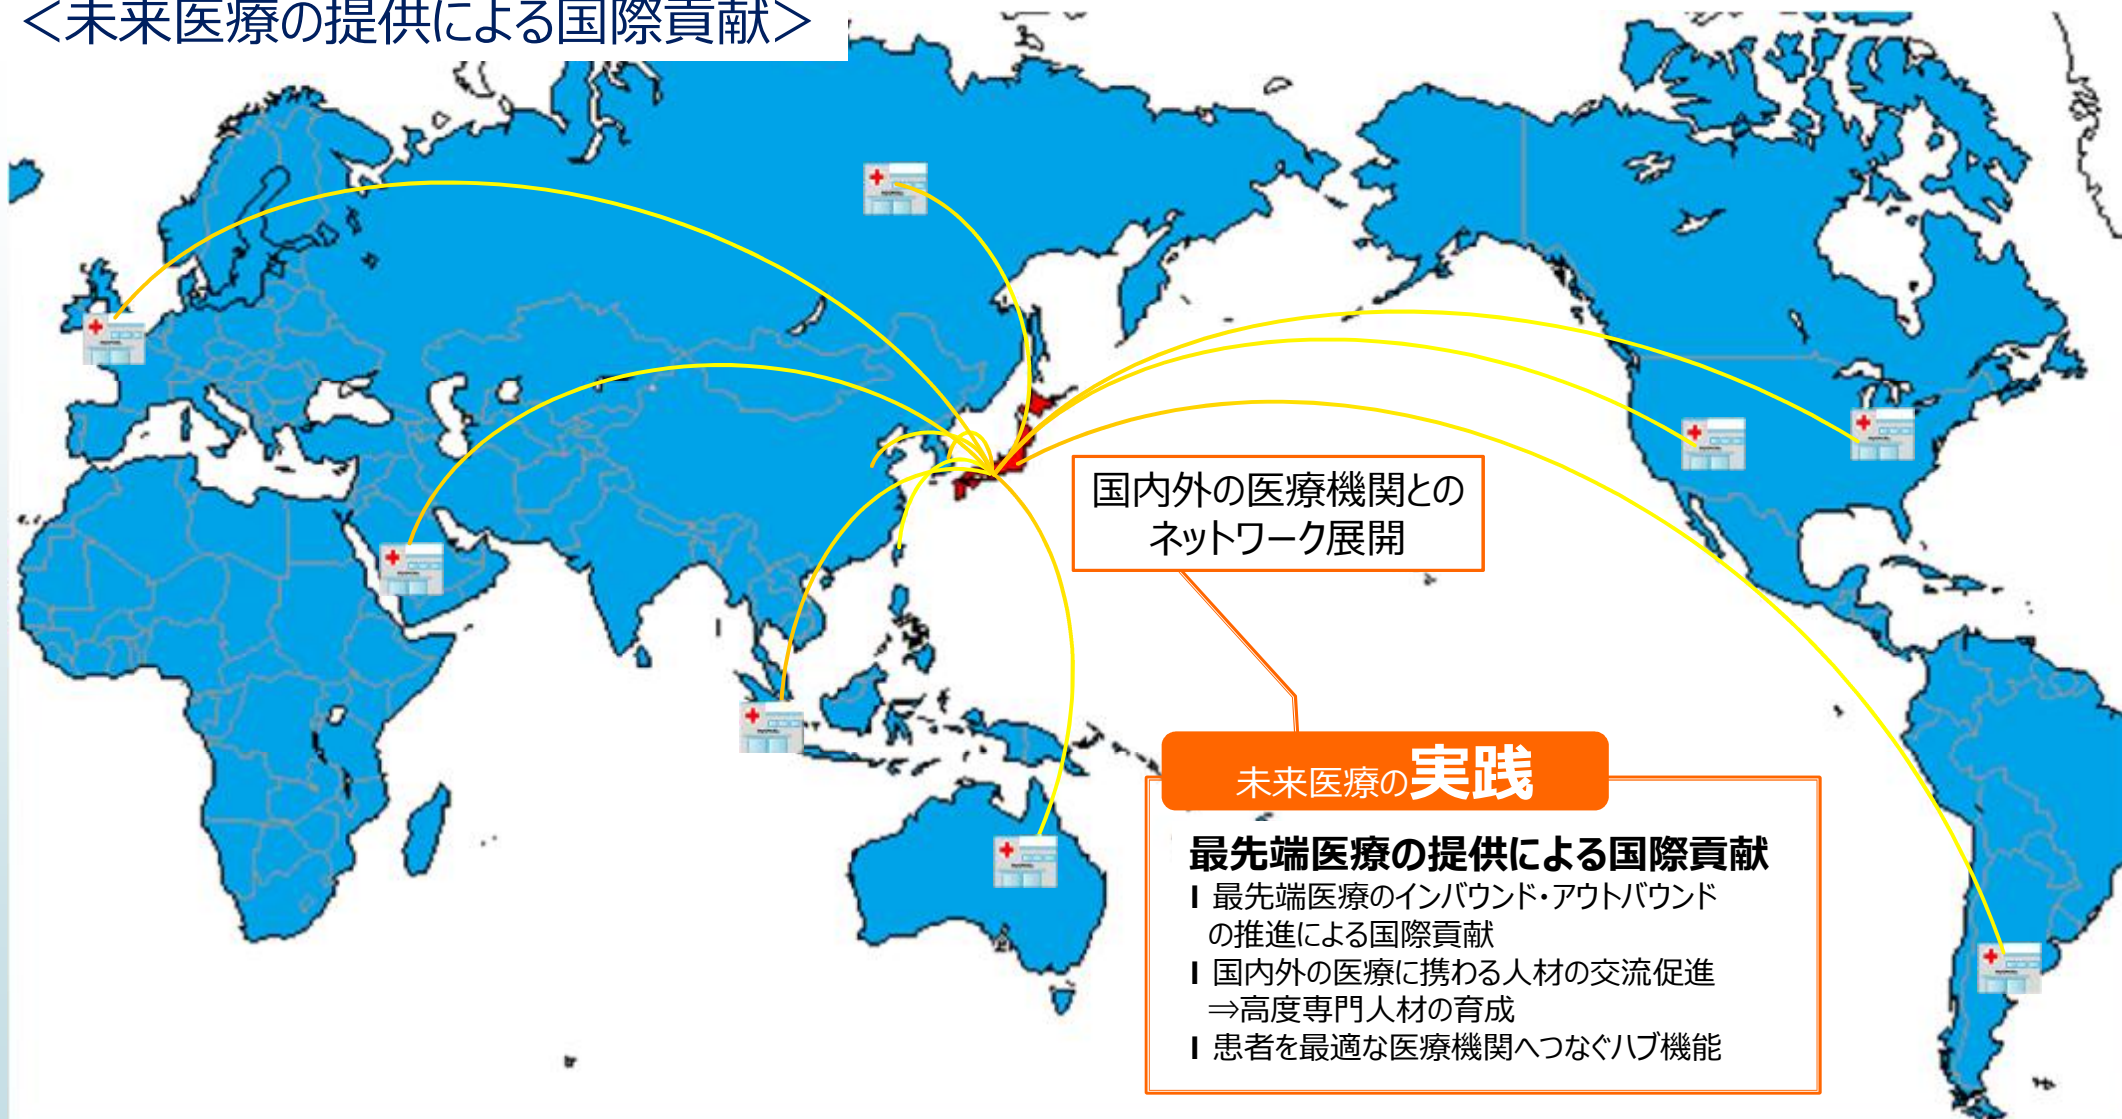 ＜未来医療の提供による国際貢献＞
国内外の医療機関との
ネットワーク展開
未来医療の実践
最先端医療の提供による国際貢献
l 最先端医療のインバウンド・アウトバウンド
の推進による国際貢献
l 国内外の医療に携わる人材の交流促進
⇒高度専門人材の育成
l 患者を最適な医療機関へつなぐハブ機能